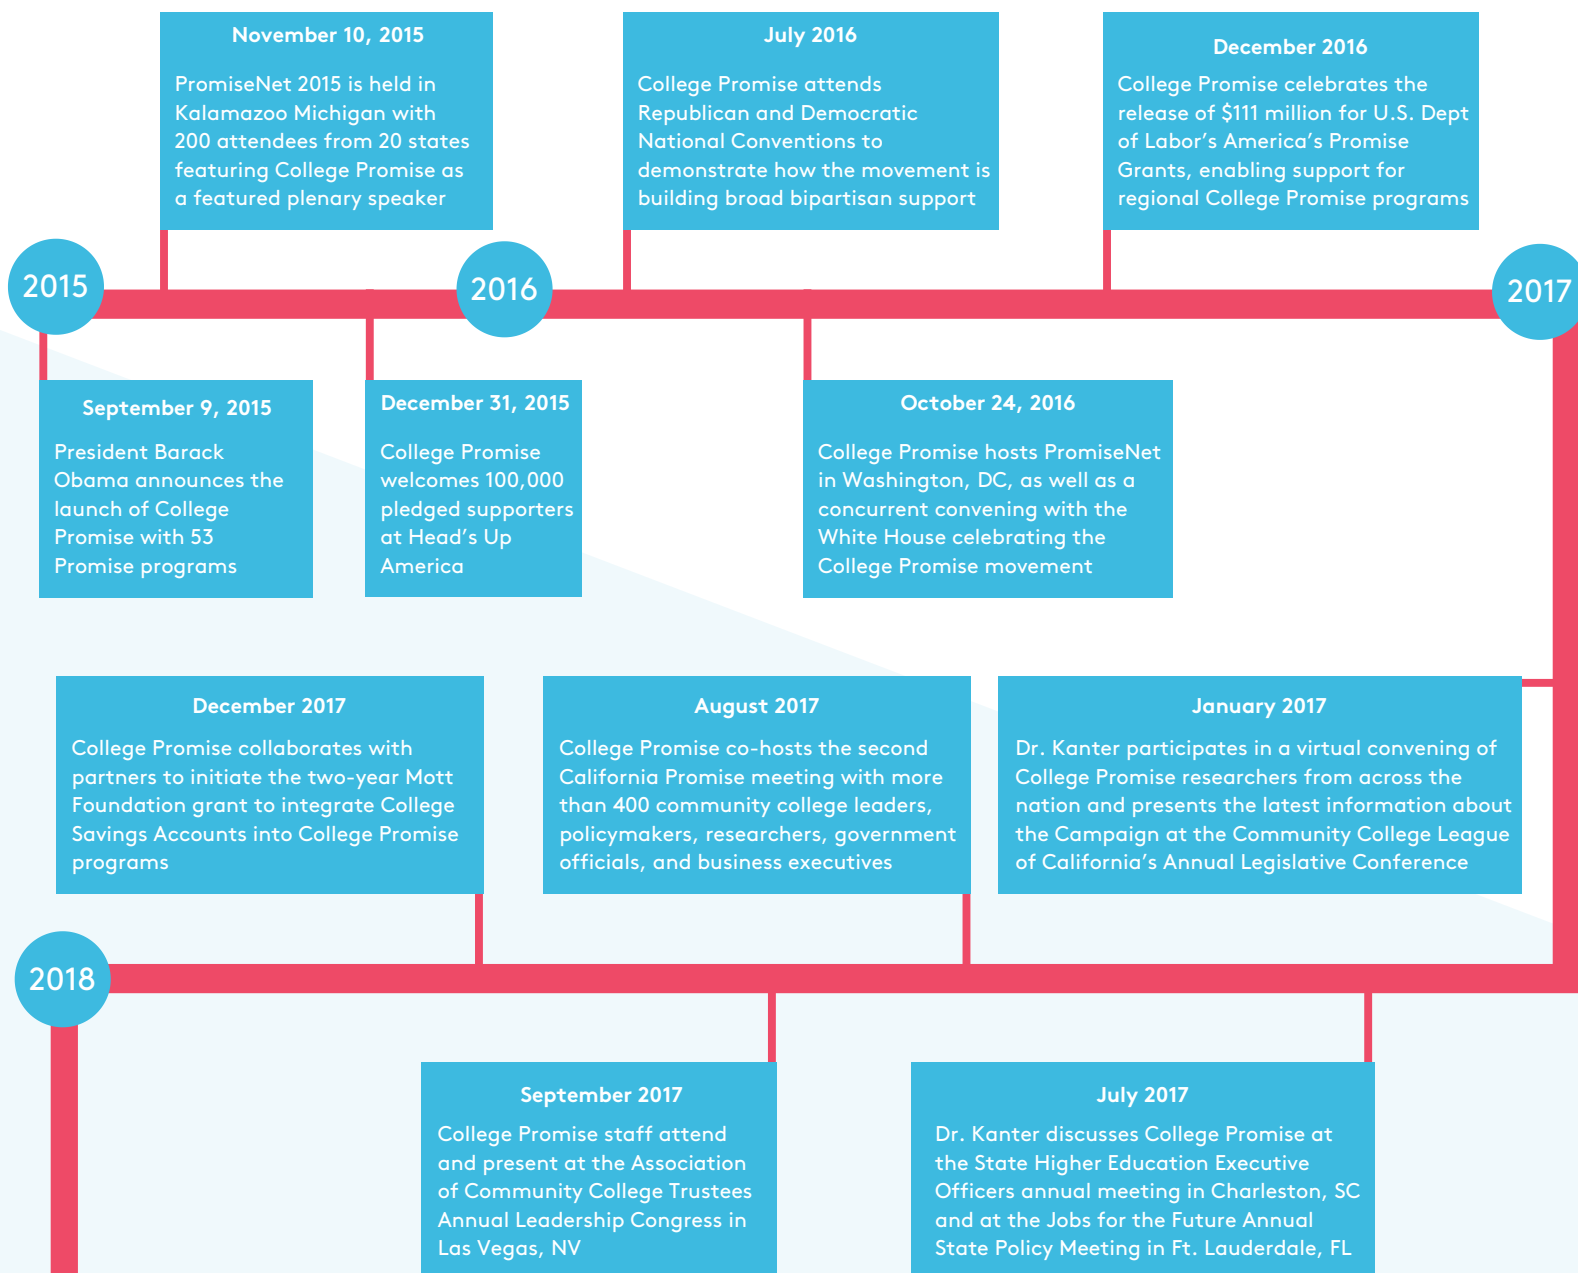 2015
September 9, 2015
President Barack
Obama announces the
launch of College
Promise with 53
Promise programs
November 10, 2015
PromiseNet 2015 is held in
Kalamazoo Michigan with
200 attendees from 20 states
featuring College Promise as
a featured plenary speaker
December 31, 2015
College Promise
welcomes 100,000
pledged supporters
at Head's Up
America
2016
July 2016
College Promise attends
Republican and Democratic
National Conventions to
demonstrate how the movement is
building broad bipartisan support
October 24, 2016
College Promise hosts PromiseNet
in Washington, DC, as well as a
concurrent convening with the
White House celebrating the
College Promise movement
December 2016
College Promise celebrates the
release of $111 million for U.S. Dept
of Labor's America's Promise
Grants, enabling support for
regional College Promise programs
2017
January 2017
Dr. Kanter participates in a virtual convening of
College Promise researchers from across the
nation and presents the latest information about
the Campaign at the Community College League
of California's Annual Legislative Conference
July 2017
Dr. Kanter discusses College Promise at
the State Higher Education Executive
Officers annual meeting in Charleston, SC
and at the Jobs for the Future Annual
State Policy Meeting in Ft. Lauderdale, FL
August 2017
College Promise co-hosts the second
California Promise meeting with more
than 400 community college leaders,
policymakers, researchers, government
officials, and business executives
September 2017
College Promise staff attend
and present at the Association
of Community College Trustees
Annual Leadership Congress in
Las Vegas, NV
December 2017
College Promise collaborates with
partners to initiate the two-year Mott
Foundation grant to integrate College
Savings Accounts into College Promise
programs
2018